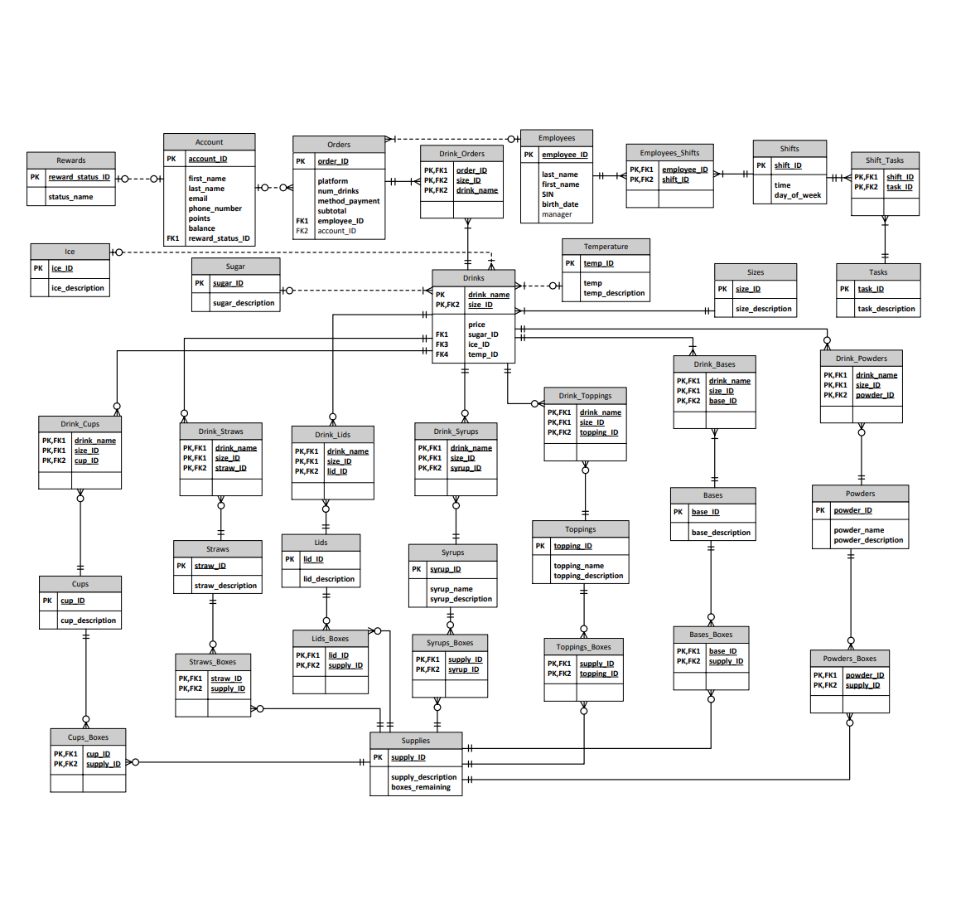 Rewards
PK reward_status_ID
status_name
Account
PK account_ID
first_name
last_name
email
phone_number
points
balance
FK1 reward_status_ID
Orders
PK order_ID
platform
num_drinks
method_payment
subtotal
FK1 employee_ID
FK2 account_ID
Drink_Orders
PK,FK1 order_ID
PK,FK2 size_ID
PK,FK2 drink_name
Employees
PK employee_ID
last_name
first_name
SIN
birth_date
manager
Employees_Shifts
PK,FK1 employee_ID
PK,FK2 shift_ID
Shifts
PK shift_ID
time
day_of_week
Shift_Tasks
PK,FK1 shift_ID
PK,FK2 task_ID
Ice
PK ice_ID
ice_description
Sugar
PK sugar_ID
sugar_description
Drinks
PK drink_name
PK,FK2 size_ID
price
FK1 sugar_ID
FK3 ice_ID
FK4 temp_ID
Temperature
PK temp_ID
temp
temp_description
Sizes
PK size_ID
size_description
Tasks
PK task_ID
task_description
Drink_Cups
PK,FK1 drink_name
PK,FK1 size_ID
PK,FK2 cup_ID
Drink_Straws
PK,FK1 drink_name
PK,FK1 size_ID
PK,FK2 straw_ID
Drink_Lids
PK,FK1 drink_name
PK,FK1 size_ID
PK,FK2 lid_ID
Drink_Syrups
PK,FK1 drink_name
PK,FK1 size_ID
PK,FK2 syrup_ID
Drink_Toppings
PK,FK1 drink_name
PK,FK1 size_ID
PK,FK2 topping_ID
Drink_Bases
PK,FK1 drink_name
PK,FK1 size_ID
PK,FK2 base_ID
Drink_Powders
PK,FK1 drink_name
PK,FK1 size_ID
PK,FK2 powder_ID
Cups
PK cup_ID
cup_description
Straws
PK straw_ID
straw_description
Lids
PK lid_ID
lid_description
Syrups
PK syrup_ID
syrup_name
syrup_description
Toppings
PK topping_ID
topping_name
topping_description
Bases
PK base_ID
base_description
Powders
PK powder_ID
powder_name
powder_description
Cups_Boxes
PK,FK1 cup_ID
PK,FK2 supply_ID
Straws_Boxes
PK,FK1 straw_ID
PK,FK2 supply_ID
Lids_Boxes
PK,FK1 lid_ID
PK,FK2 supply_ID
Syrups_Boxes
PK,FK1 supply_ID
PK,FK2 syrup_ID
Toppings_Boxes
PK,FK1 supply_ID
PK,FK2 topping_ID
Bases_Boxes
PK,FK1 base_ID
PK,FK2 supply_ID
Powders_Boxes
PK,FK1 powder_ID
PK,FK2 supply_ID
Supplies
PK supply_ID
supply_description
boxes_remaining